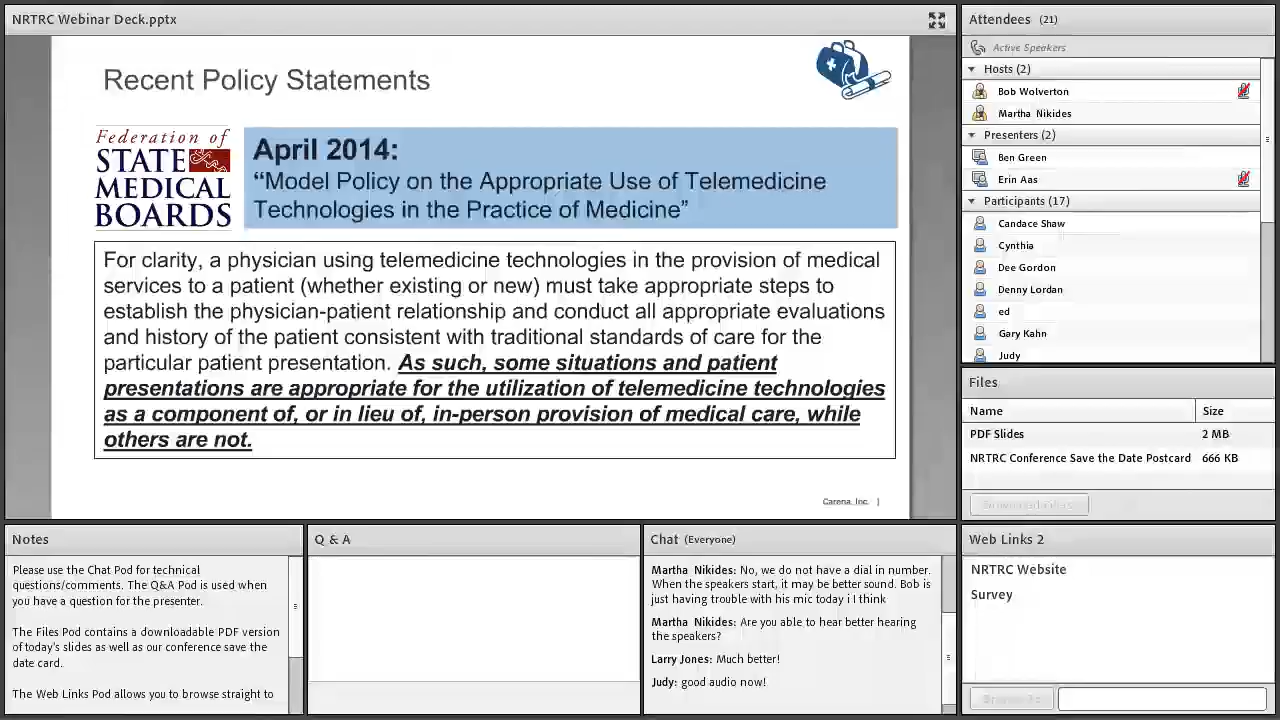 NRTRC Webinar Deck.pptx
Recent Policy Statements
Federation of
STATE
MEDICAL
BOARDS
April 2014:
“Model Policy on the Appropriate Use of Telemedicine
Technologies in the Practice of Medicine”
For clarity, a physician using telemedicine technologies in the provision of medical
services to a patient (whether existing or new) must take appropriate steps to
establish the physician-patient relationship and conduct all appropriate evaluations
and history of the patient consistent with traditional standards of care for the
particular patient presentation. As such, some situations and patient
presentations are appropriate for the utilization of telemedicine technologies
as a component of, or in lieu of, in-person provision of medical care, while
others are not.
Carena, Inc. |
Attendees (21)
Active Speakers
Hosts (2)
Bob Wolverton
Martha Nikides
Presenters (2)
Ben Green
Erin Aas
Participants (17)
Candace Shaw
Cynthia
Dee Gordon
Denny Lordan
ed
Gary Kahn
Judy
Files
Name Size
PDF Slides 2 MB
NRTRC Conference Save the Date Postcard 666 KB
Download File(s)
Notes
Please use the Chat Pod for technical
questions/comments. The Q&A Pod is used when
you have a question for the presenter.
The Files Pod contains a downloadable PDF version
of today's slides as well as our conference save the
date card.
The Web Links Pod allows you to browse straight to
Q & A
Chat (Everyone)
Martha Nikides: No, we do not have a dial in number.
When the speakers start, it may be better sound. Bob is
just having trouble with his mic today i I think
Martha Nikides: Are you able to hear better hearing
the speakers?
Larry Jones: Much better!
Judy: good audio now!
Web Links 2
NRTRC Website
Survey
Browse To